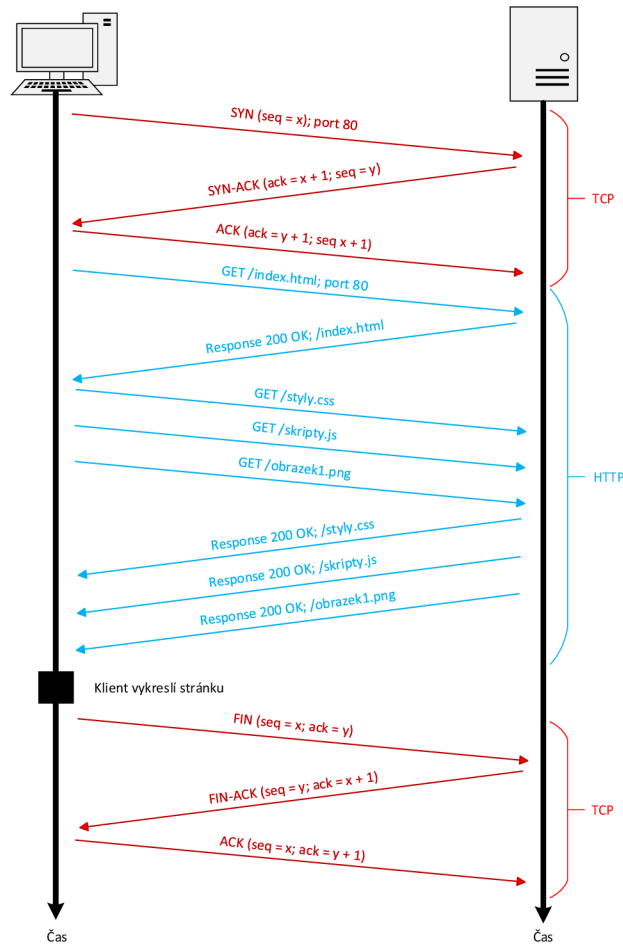 SYN (seq = x); port 80
SYN-ACK (ack = x + 1; seq = y)
TCP
ACK (ack = y + 1; seq x + 1)
GET /index.html; port 80
Response 200 OK; /index.html
GET /styly.css
GET /skripty.js
GET /obrazek1.png
HTTP
Response 200 OK; /styly.css
Response 200 OK; /skripty.js
Response 200 OK; /obrazek1.png
Klient vykreslí stránku
FIN (seq = x; ack = y)
FIN-ACK (seq = y; ack = x + 1)
TCP
ACK (seq = x; ack = y + 1)
Čas
Čas